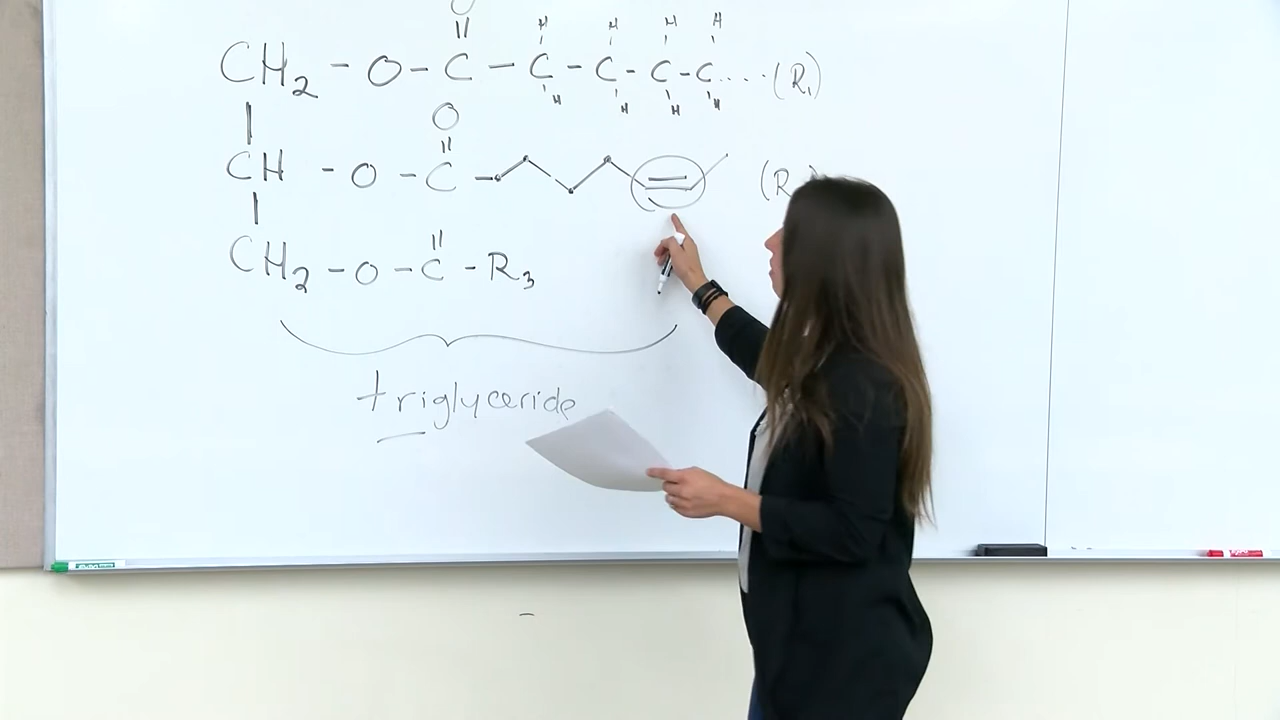 O
||
H H H H
CH₂ - O - C - C - C - C - C ..... (R₁)
H H H H
|
O
||
CH - O - C - (R
|
||
CH₂ - O - C - R₃
triglyceride